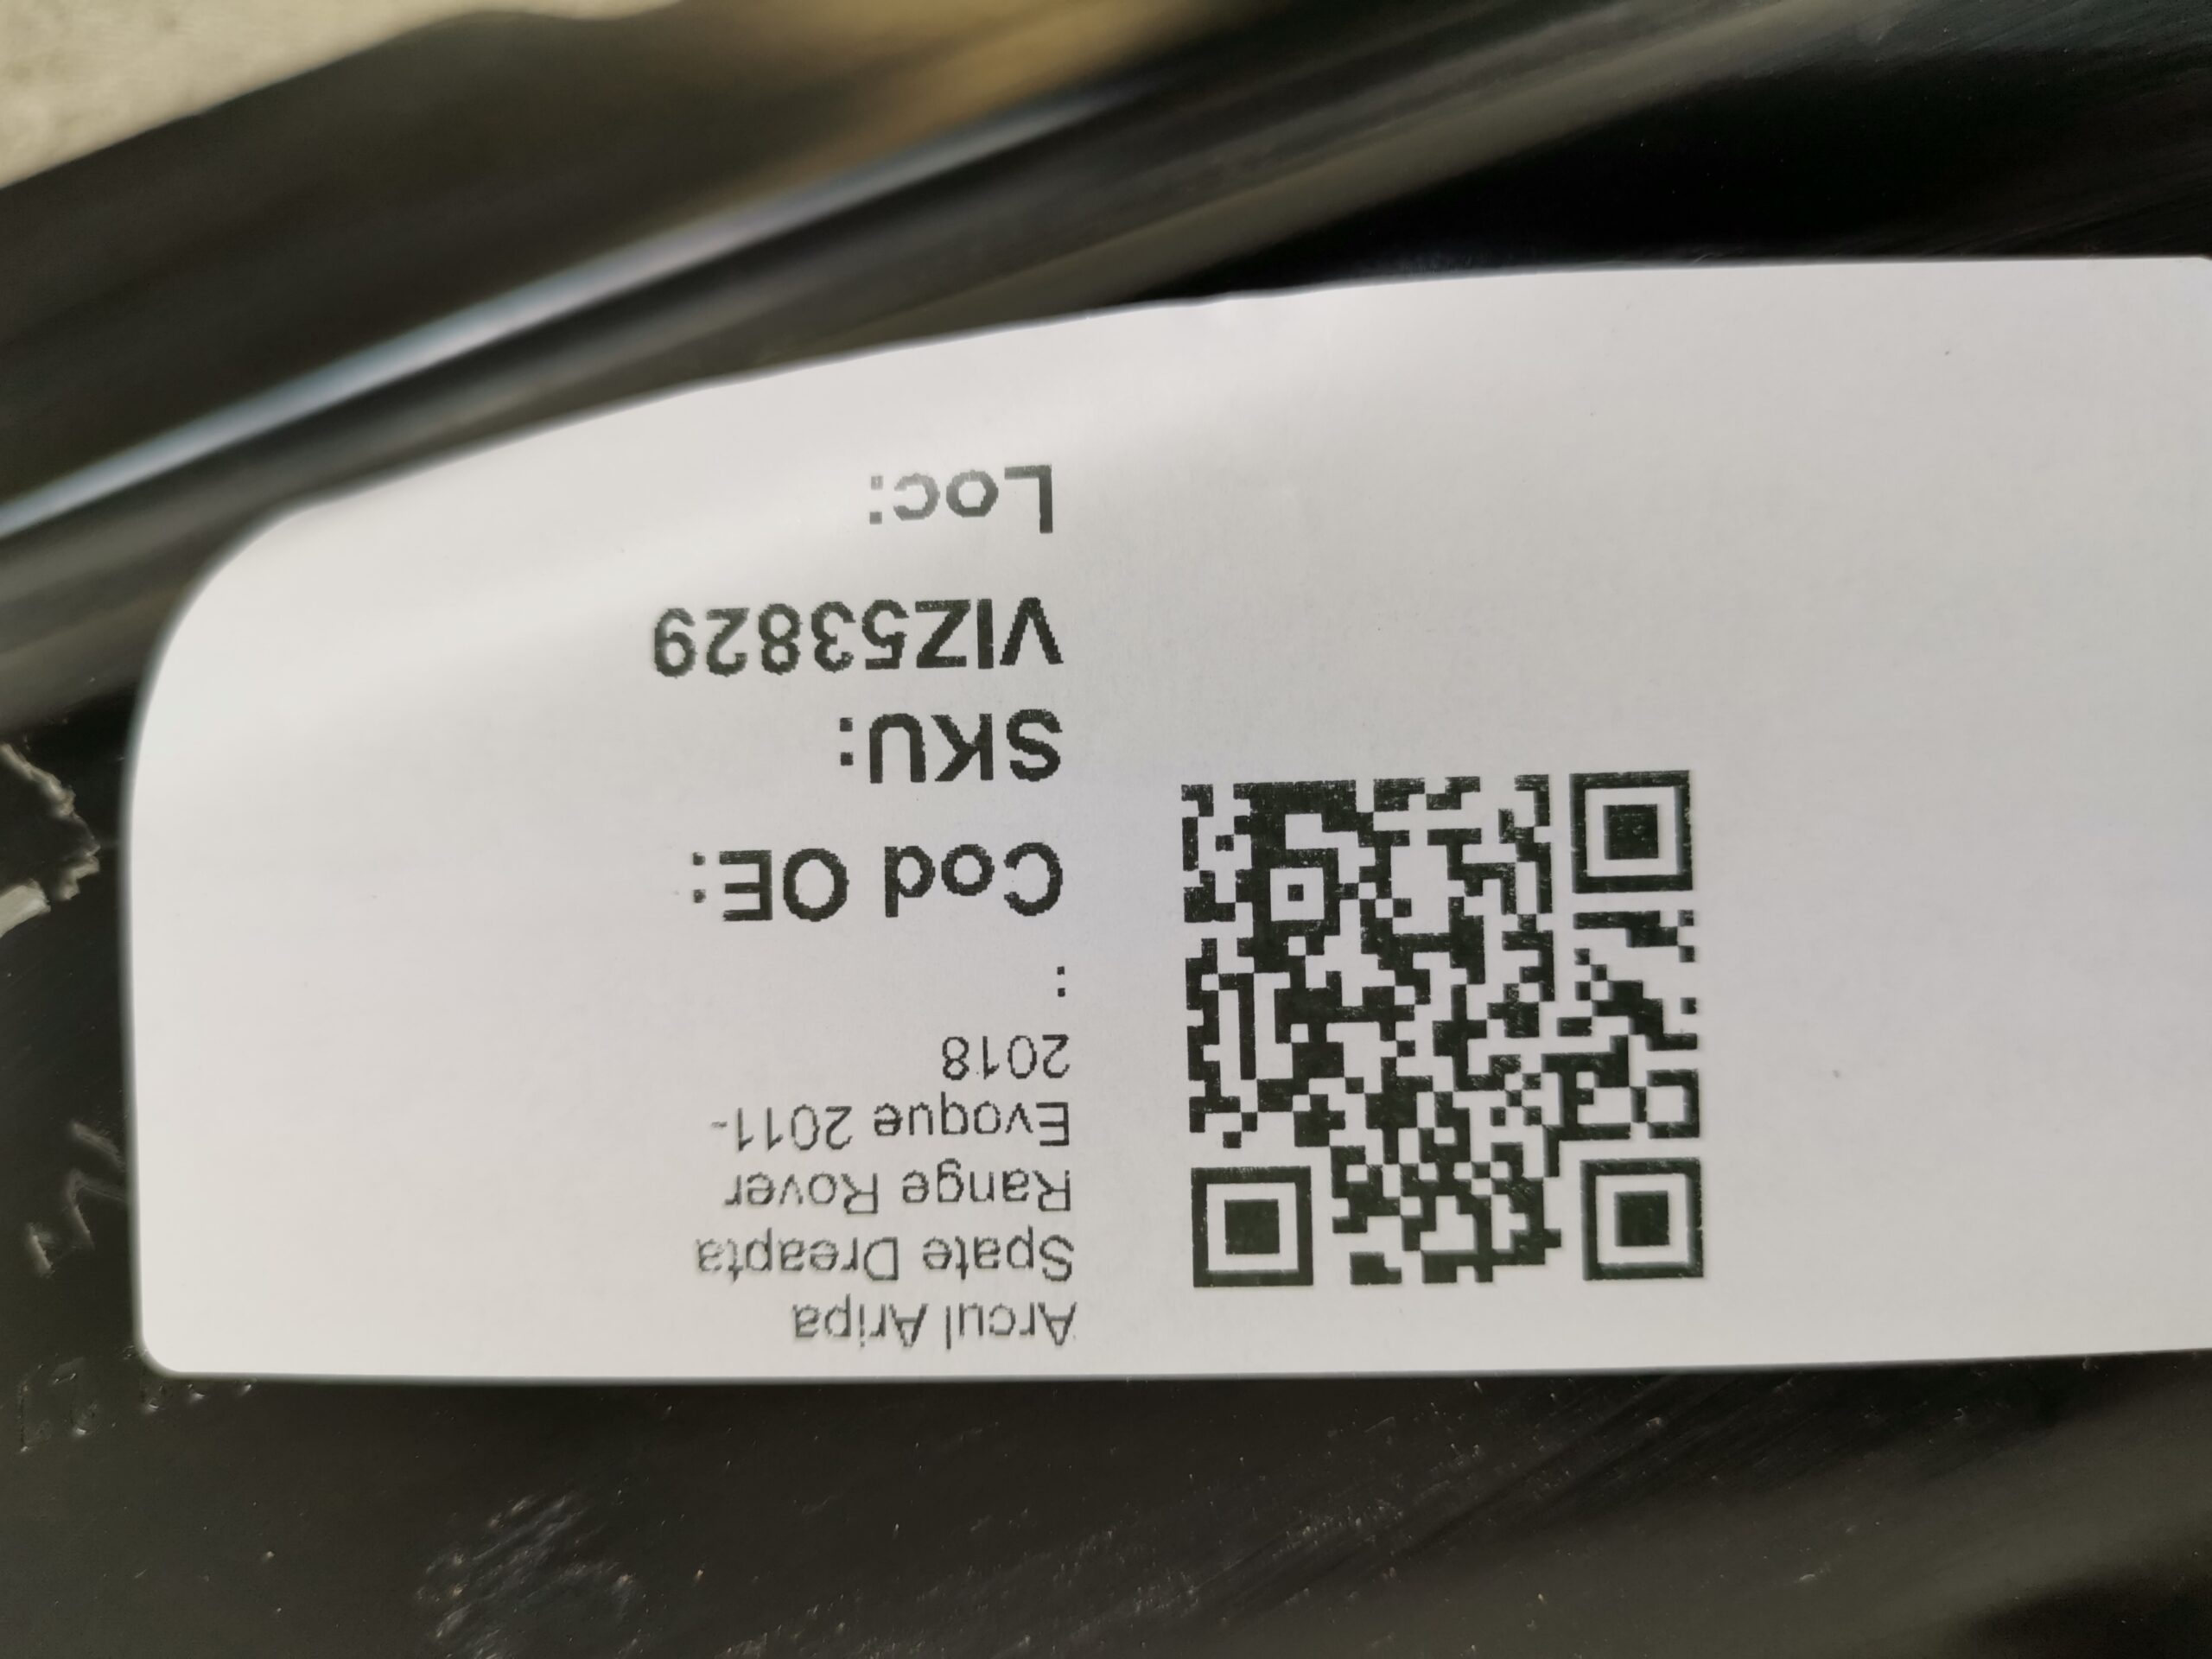 Arcul Aripa
Spate Dreapta
Range Rover
Evoque 2011-
2018
:
Cod OE:
SKU:
VIZ53829
Loc: